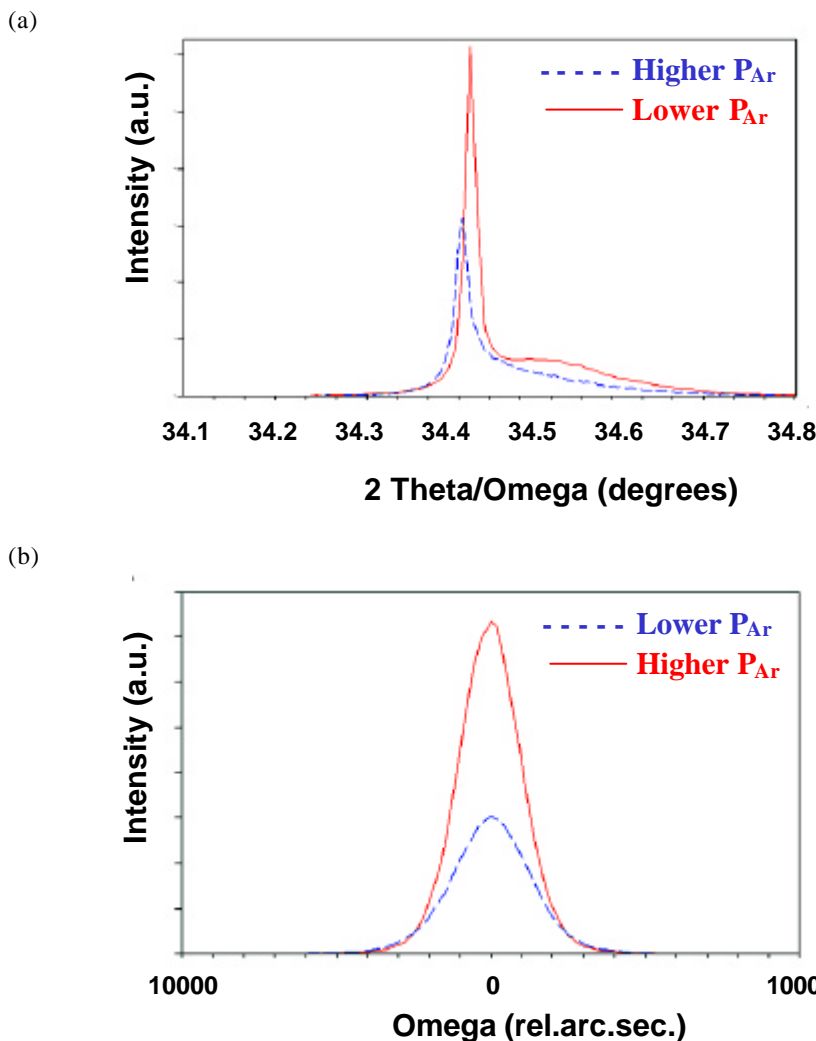 (a)
Intensity (a.u.)
Higher PAr
Lower PAr
34.1 34.2 34.3 34.4 34.5 34.6 34.7 34.8
2 Theta/Omega (degrees)
(b)
Intensity (a.u.)
Lower PAr
Higher PAr
10000 0 1000
Omega (rel.arc.sec.)